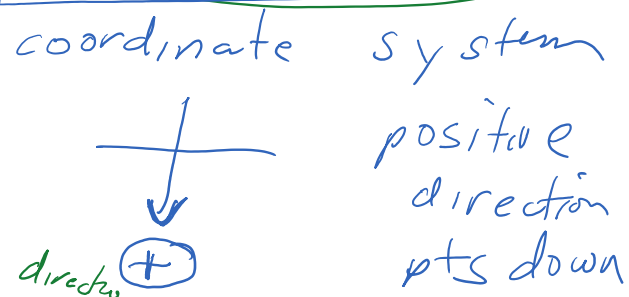 coordinate system
positive
direction
+ pts down